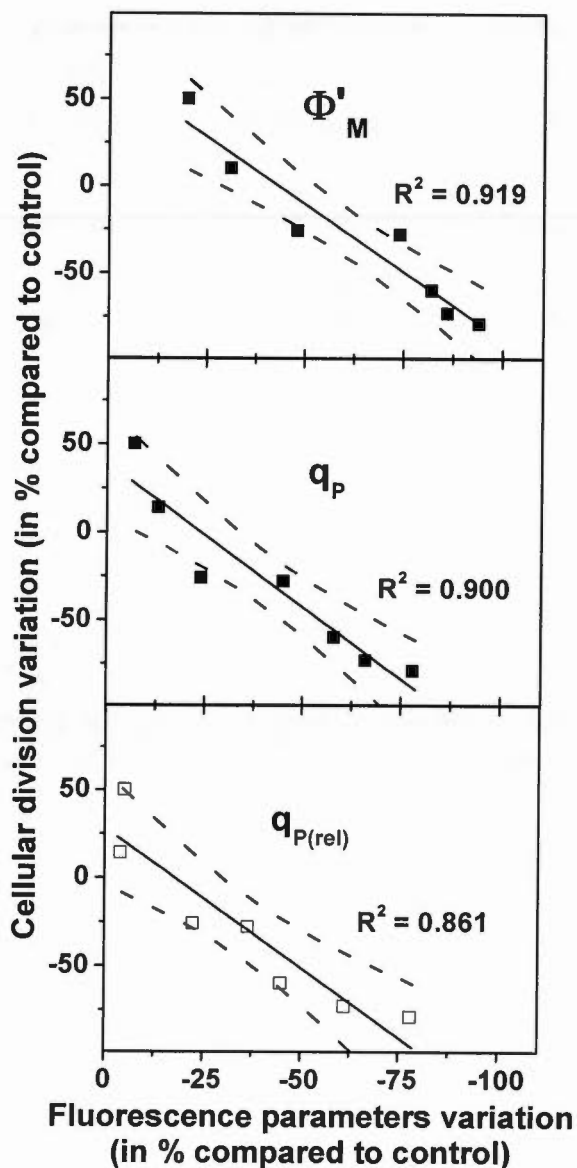 Cellular division variation (in % compared to control)
50
0
-50
Φ'M
R² = 0.919
50
0
-50
qP
R² = 0.900
50
0
-50
qP(rel)
R² = 0.861
0 -25 -50 -75 -100
Fluorescence parameters variation
(in % compared to control)